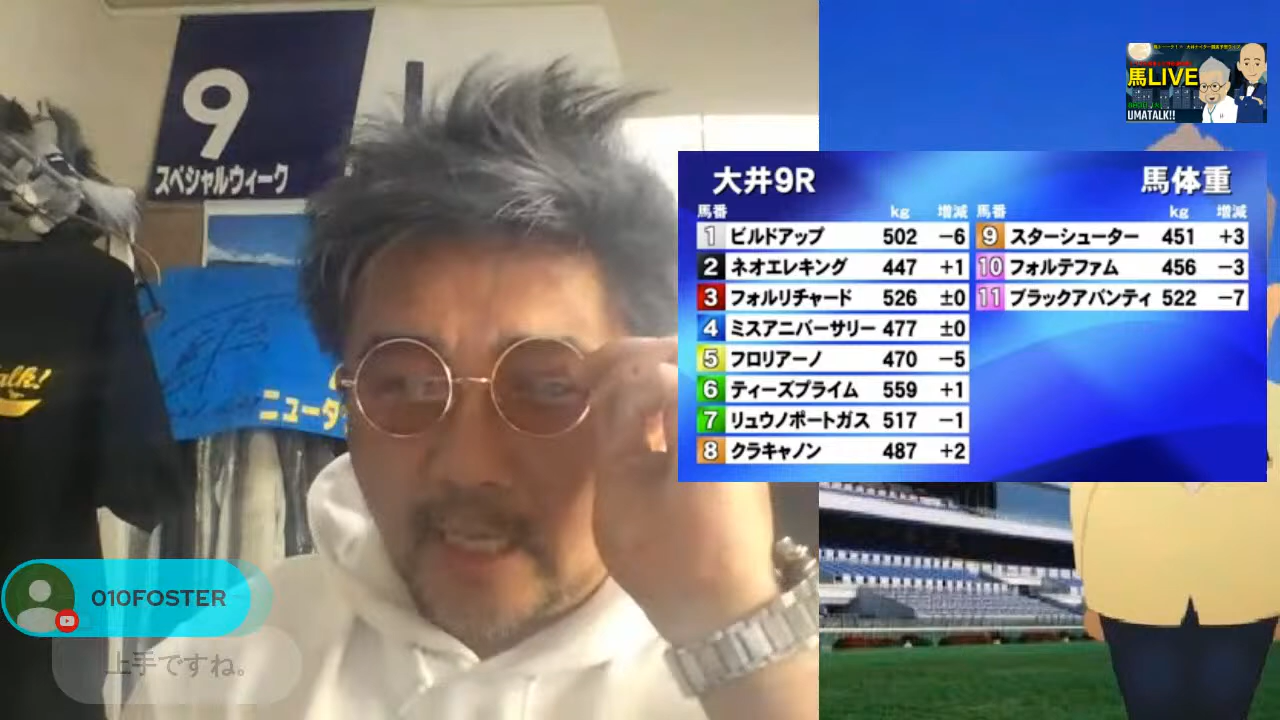 9
スペシャルウィーク
alk!
ニュータ
馬LIVE
UMATALK!!
大井9R 馬体重
馬番 kg 増減 馬番 kg 増減
1 ビルドアップ 502 −6 9 スターシューター 451 +3
2 ネオエレキング 447 +1 10 フォルテファム 456 −3
3 フォルリチャード 526 ±0 11 ブラックアバンティ 522 −7
4 ミスアニバーサリー 477 ±0
5 フロリアーノ 470 −5
6 ティーズプライム 559 +1
7 リュウノポートガス 517 −1
8 クラキャノン 487 +2
010FOSTER
上手ですね。